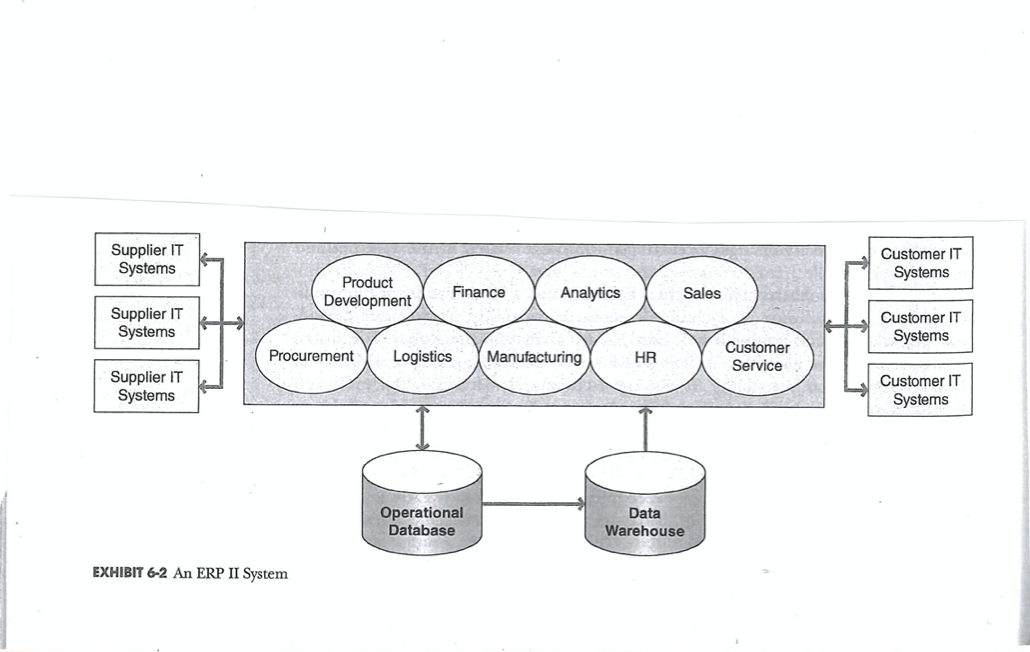 Supplier IT
Systems
Supplier IT
Systems
Supplier IT
Systems
Product
Development
Finance
Analytics
Sales
Procurement
Logistics
Manufacturing
HR
Customer
Service
Customer IT
Systems
Customer IT
Systems
Customer IT
Systems
Operational
Database
Data
Warehouse
EXHIBIT 6-2 An ERP II System